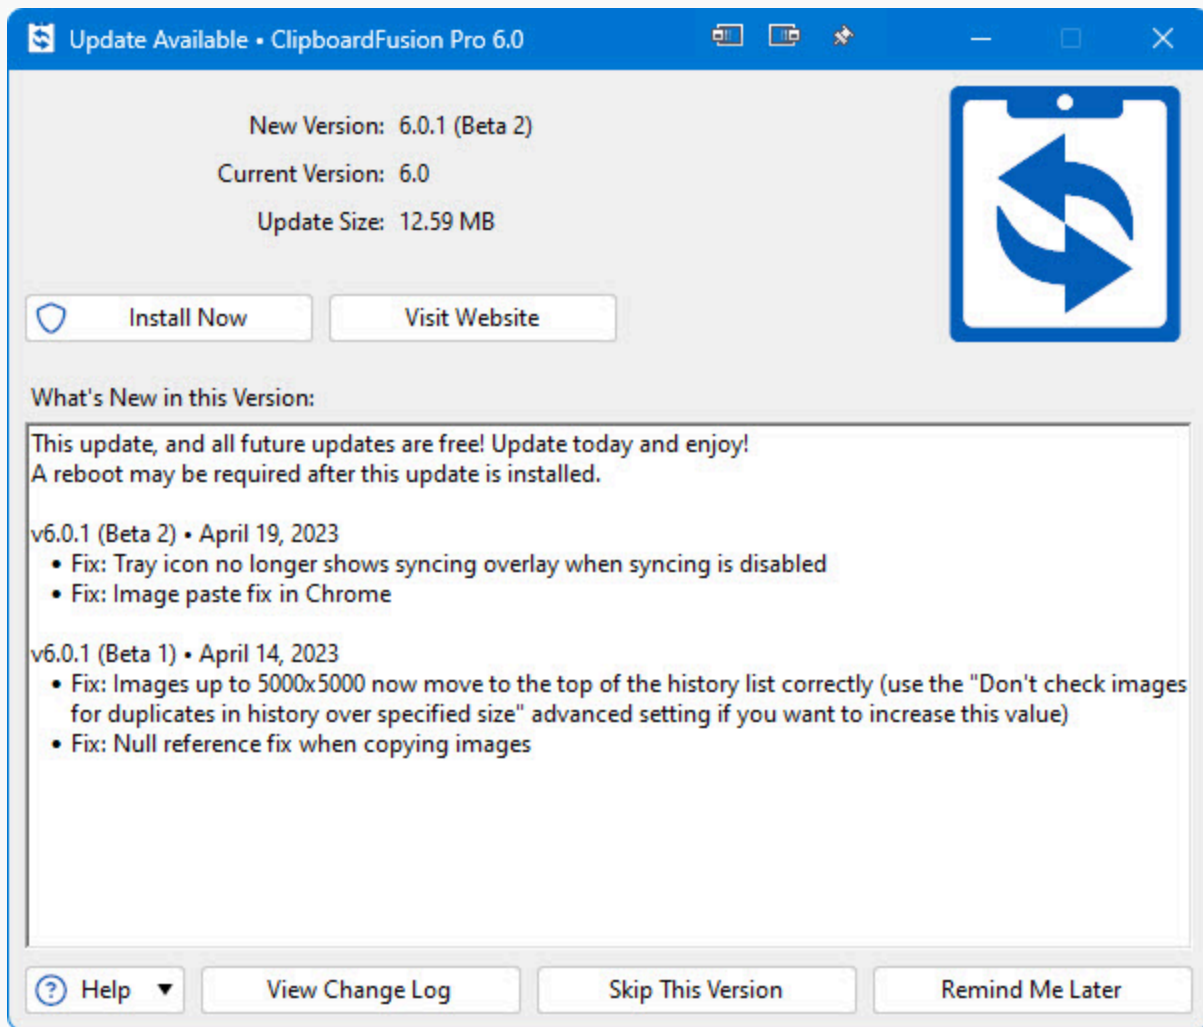 Update Available • ClipboardFusion Pro 6.0
New Version: 6.0.1 (Beta 2)
Current Version: 6.0
Update Size: 12.59 MB
Install Now
Visit Website
What's New in this Version:
This update, and all future updates are free! Update today and enjoy!
A reboot may be required after this update is installed.
v6.0.1 (Beta 2) • April 19, 2023
• Fix: Tray icon no longer shows syncing overlay when syncing is disabled
• Fix: Image paste fix in Chrome
v6.0.1 (Beta 1) • April 14, 2023
• Fix: Images up to 5000x5000 now move to the top of the history list correctly (use the "Don't check images
for duplicates in history over specified size" advanced setting if you want to increase this value)
• Fix: Null reference fix when copying images
? Help ▼
View Change Log
Skip This Version
Remind Me Later